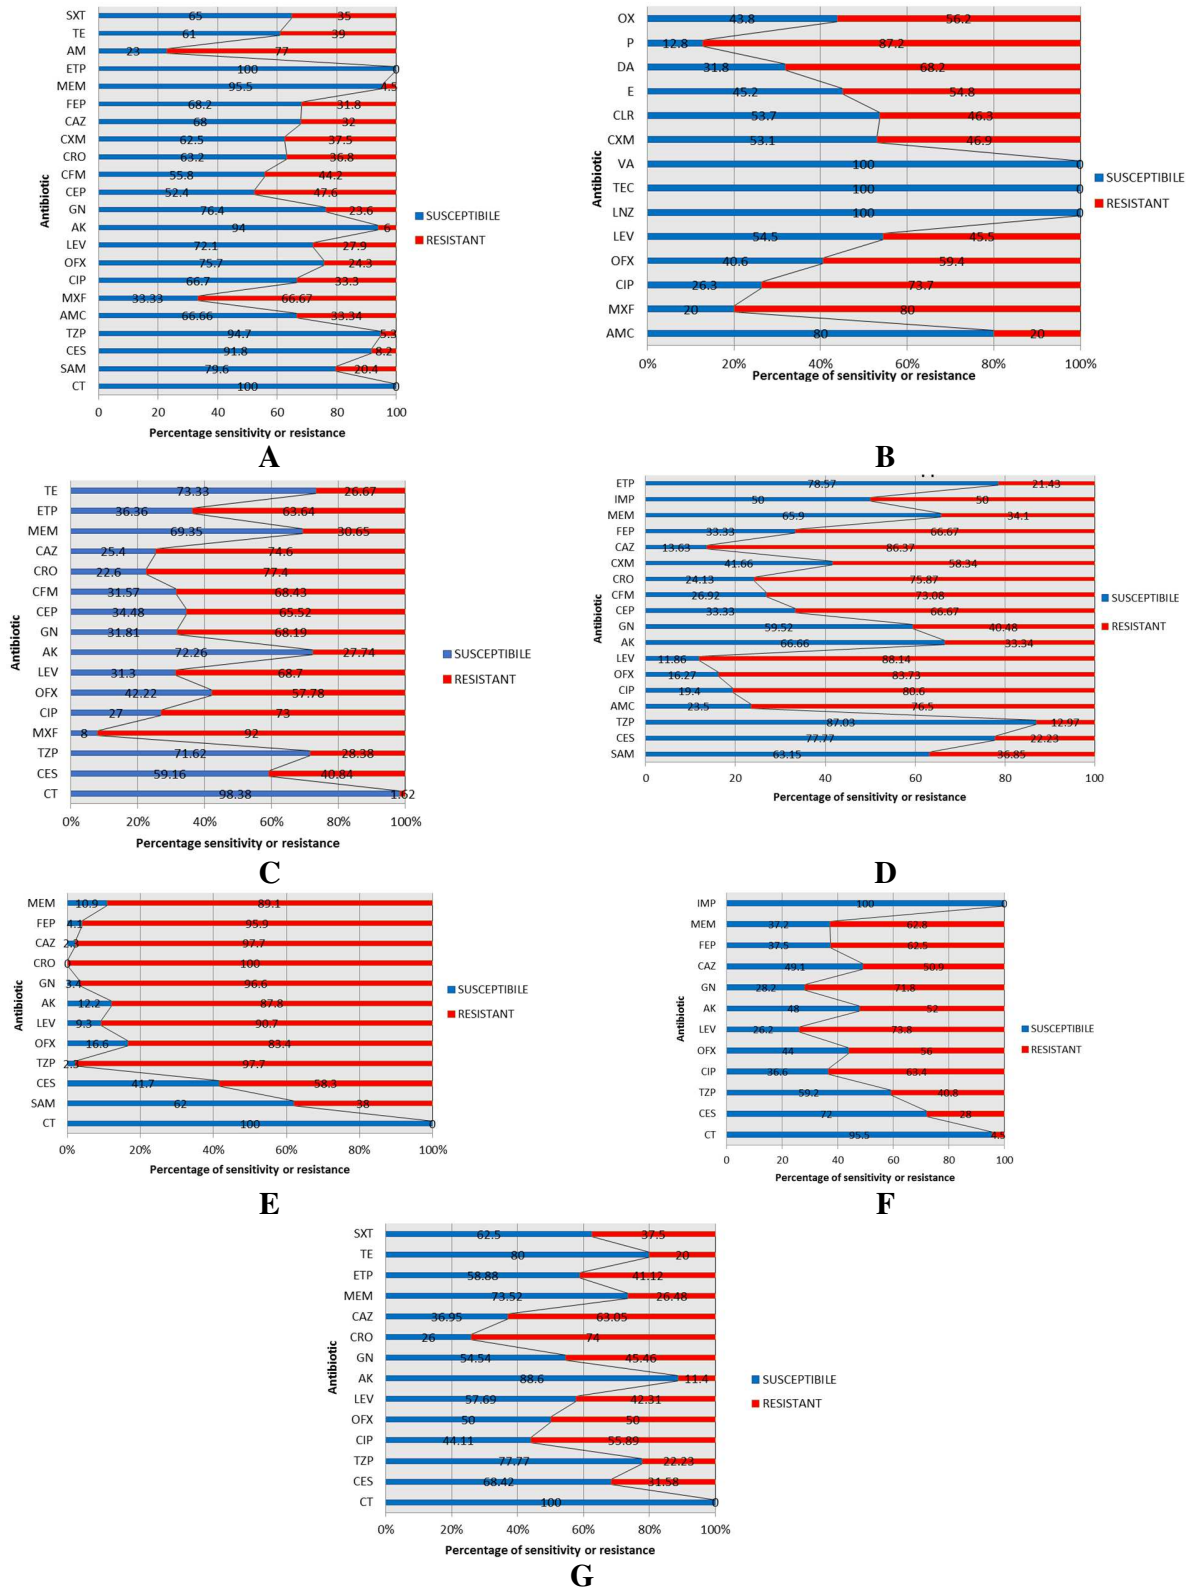 SXT 65 35
TE 61 39
AM 23 77
ETP 100 0
MEM 95.5 4.5
FEP 68.2 31.8
CAZ 68 32
CXM 62.5 37.5
CRO 63.2 36.8
CFM 55.8 44.2
CEP 52.4 47.6
GN 76.4 23.6
AK 94 6
LEV 72.1 27.9
OFX 75.7 24.3
CIP 66.7 33.3
MXF 33.33 66.67
AMC 66.66 33.34
TZP 94.7 5.3
CES 91.8 8.2
SAM 79.6 20.4
CT 100 0
0 20 40 60 80 100
Antibiotic
Percentage sensitivity or resistance
SUSCEPTIBILE
RESISTANT
A
OX 43.8 56.2
P 12.8 87.2
DA 31.8 68.2
E 45.2 54.8
CLR 53.7 46.3
CXM 53.1 46.9
VA 100 0
TEC 100 0
LNZ 100 0
LEV 54.5 45.5
OFX 40.6 59.4
CIP 26.3 73.7
MXF 20 80
AMC 80 20
0% 20% 40% 60% 80% 100%
Antibiotic
Percentage of sensitivity or resistance
SUSCEPTIBILE
RESISTANT
B
TE 73.33 26.67
ETP 36.36 63.64
MEM 69.35 30.65
CAZ 25.4 74.6
CRO 22.6 77.4
CFM 31.57 68.43
CEP 34.48 65.52
GN 31.81 68.19
AK 72.26 27.74
LEV 31.3 68.7
OFX 42.22 57.78
CIP 27 73
MXF 8 92
TZP 71.62 28.38
CES 59.16 40.84
CT 98.38 1.62
0% 20% 40% 60% 80% 100%
Antibiotic
Percentage sensitivity or resistance
SUSCEPTIBILE
RESISTANT
C
ETP 78.57 21.43
IMP 50 50
MEM 65.9 34.1
FEP 33.33 66.67
CAZ 13.63 86.37
CXM 41.66 58.34
CRO 24.13 75.87
CFM 26.92 73.08
CEP 33.33 66.67
GN 59.52 40.48
AK 66.66 33.34
LEV 11.86 88.14
OFX 16.27 83.73
CIP 19.4 80.6
AMC 23.5 76.5
TZP 87.03 12.97
CES 77.77 22.23
SAM 63.15 36.85
0 20 40 60 80 100
Antibiotic
Percentage of sensitivity or resistance
SUSCEPTIBILE
RESISTANT
D
MEM 10.9 89.1
FEP 4.1 95.9
CAZ 2.3 97.7
CRO 0 100
GN 3.4 96.6
AK 12.2 87.8
LEV 9.3 90.7
OFX 16.6 83.4
TZP 2.3 97.7
CES 41.7 58.3
SAM 62 38
CT 100 0
0% 20% 40% 60% 80% 100%
Antibiotic
Percentage of sensitivity or resistance
SUSCEPTIBILE
RESISTANT
E
IMP 100 0
MEM 37.2 62.8
FEP 37.5 62.5
CAZ 49.1 50.9
GN 28.2 71.8
AK 48 52
LEV 26.2 73.8
OFX 44 56
CIP 36.6 63.4
TZP 59.2 40.8
CES 72 28
CT 95.5 4.5
0 20 40 60 80 100
Antibiotic
Percentage of sensitivity or resistance
SUSCEPTIBILE
RESISTANT
F
SXT 62.5 37.5
TE 80 20
ETP 58.88 41.12
MEM 73.52 26.48
CAZ 36.95 63.05
CRO 26 74
GN 54.54 45.46
AK 88.6 11.4
LEV 57.69 42.31
OFX 50 50
CIP 44.11 55.89
TZP 77.77 22.23
CES 68.42 31.58
CT 100 0
0% 20% 40% 60% 80% 100%
Antibiotic
Percentage of sensitivity or resistance
SUSCEPTIBILE
RESISTANT
G